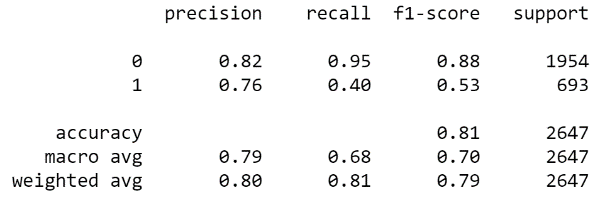 precision recall f1-score support
0 0.82 0.95 0.88 1954
1 0.76 0.40 0.53 693
accuracy 0.81 2647
macro avg 0.79 0.68 0.70 2647
weighted avg 0.80 0.81 0.79 2647